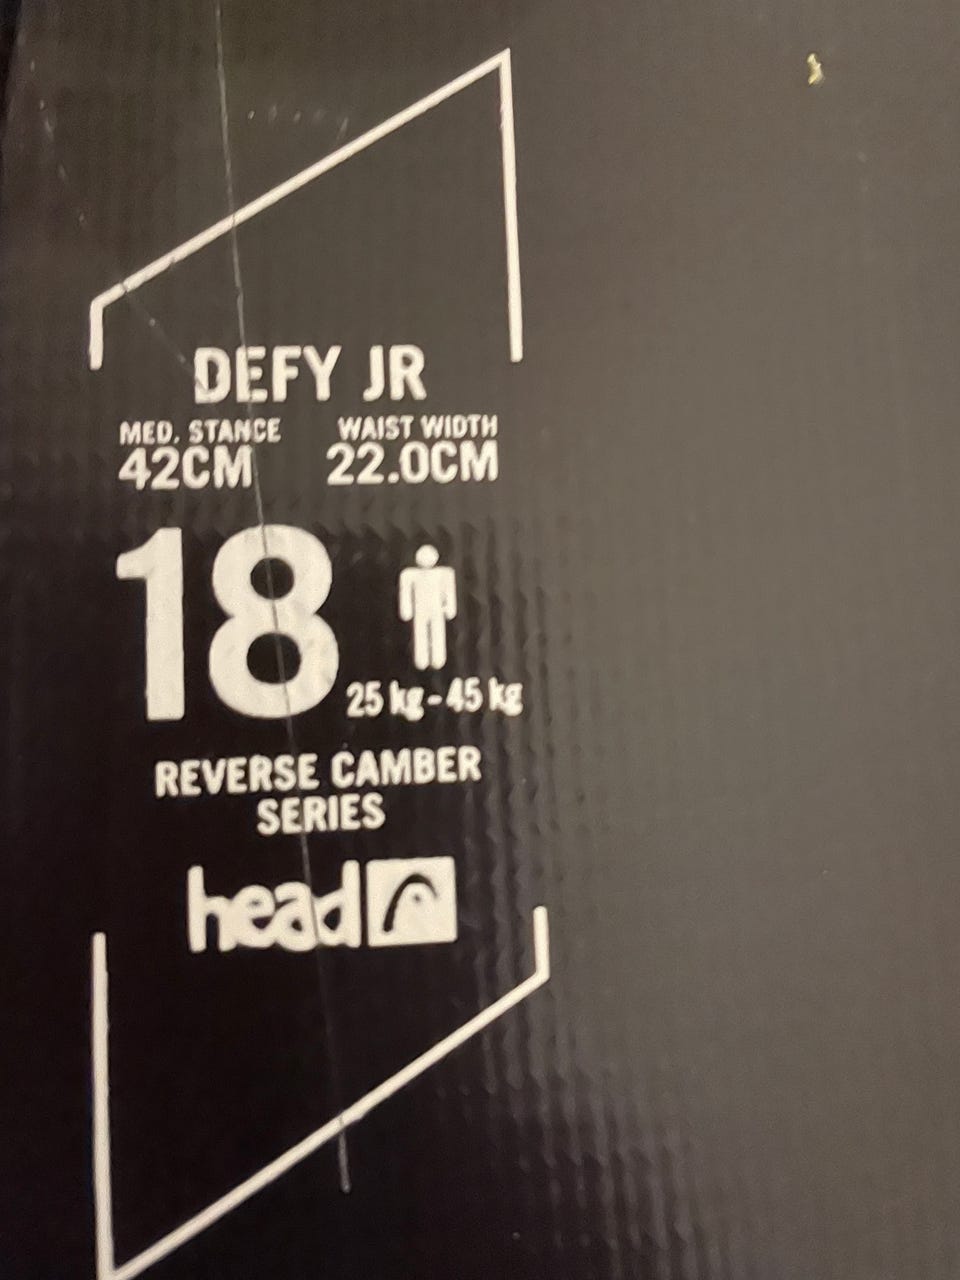 DEFY JR
MED. STANCE WAIST WIDTH
42CM 22.0CM
18
25 kg - 45 kg
REVERSE CAMBER
SERIES
head